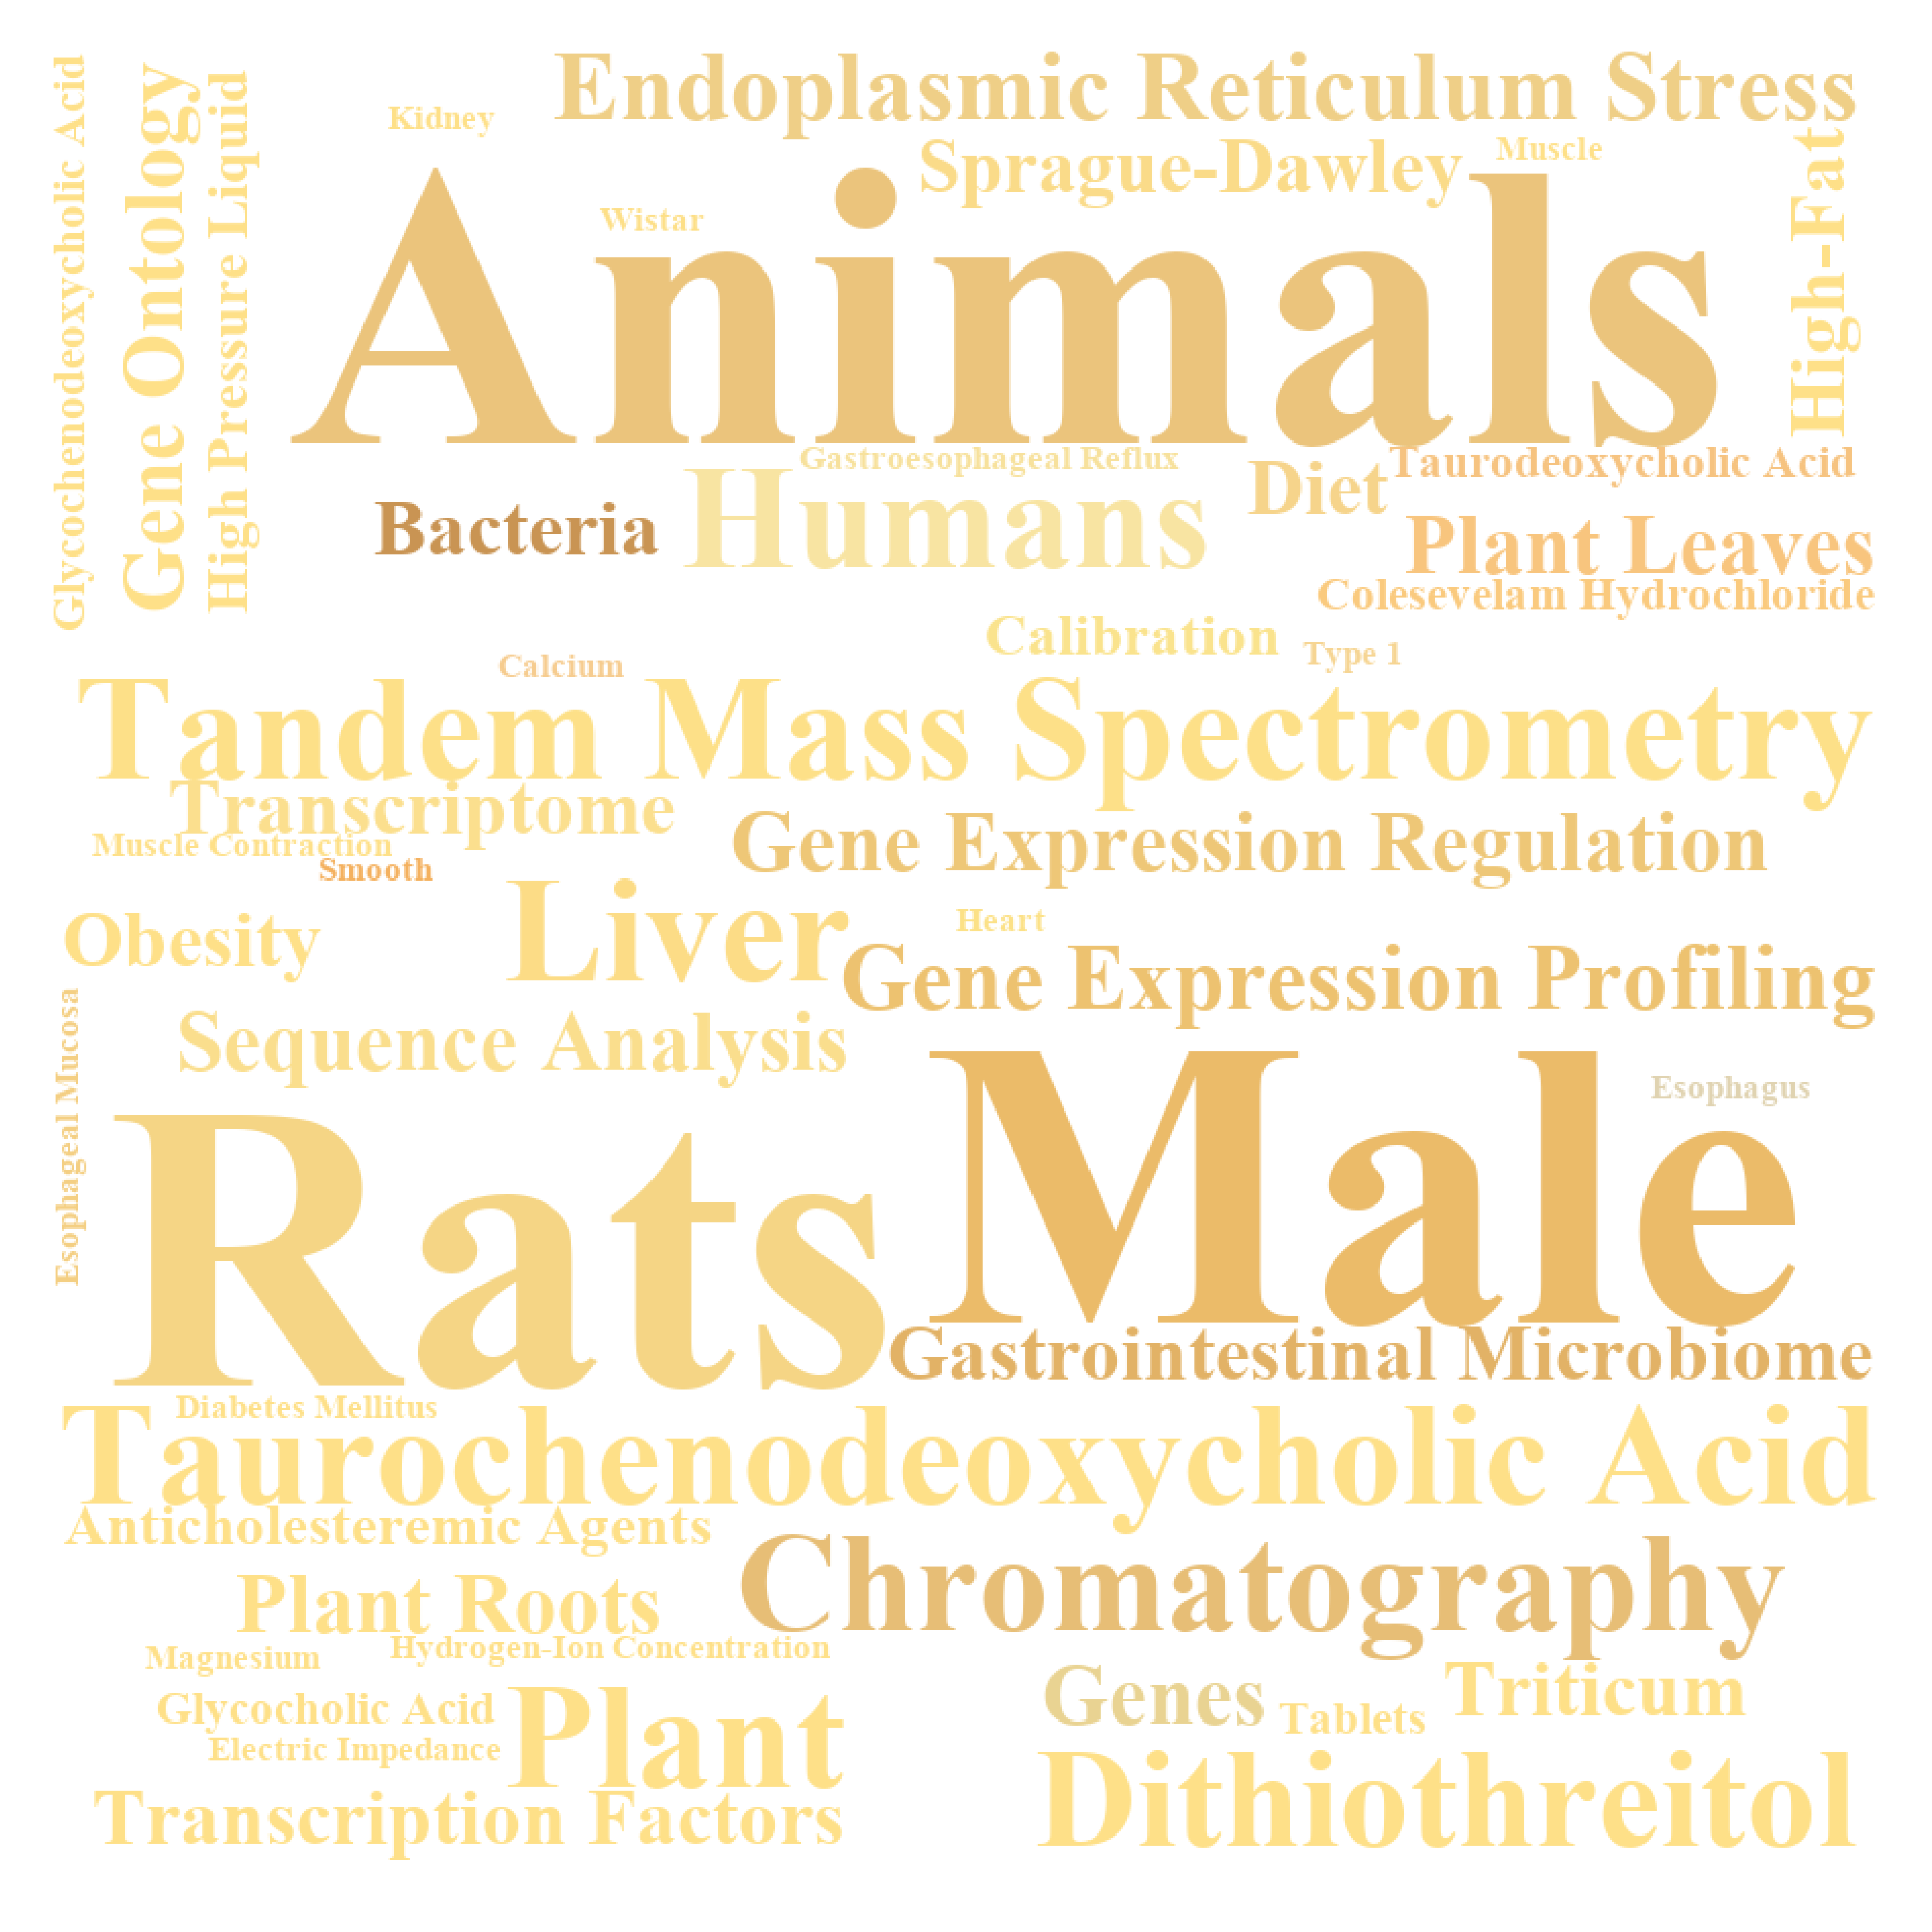 Endoplasmic Reticulum Stress
Kidney
Sprague-Dawley
Muscle
Glycochenodeoxycholic Acid
Gene Ontology
High Pressure Liquid
High-Fat
Wistar
Animals
Gastroesophageal Reflux
Taurodeoxycholic Acid
Diet
Humans
Bacteria
Plant Leaves
Colesevelam Hydrochloride
Calibration
Type 1
Calcium
Tandem Mass Spectrometry
Transcriptome
Muscle Contraction
Gene Expression Regulation
Smooth
Obesity
Liver
Heart
Gene Expression Profiling
Sequence Analysis
Esophageal Mucosa
Esophagus
Rats
Male
Gastrointestinal Microbiome
Diabetes Mellitus
Taurochenodeoxycholic Acid
Anticholesteremic Agents
Chromatography
Plant Roots
Hydrogen-Ion Concentration
Magnesium
Genes
Triticum
Glycocholic Acid
Tablets
Plant
Electric Impedance
Dithiothreitol
Transcription Factors